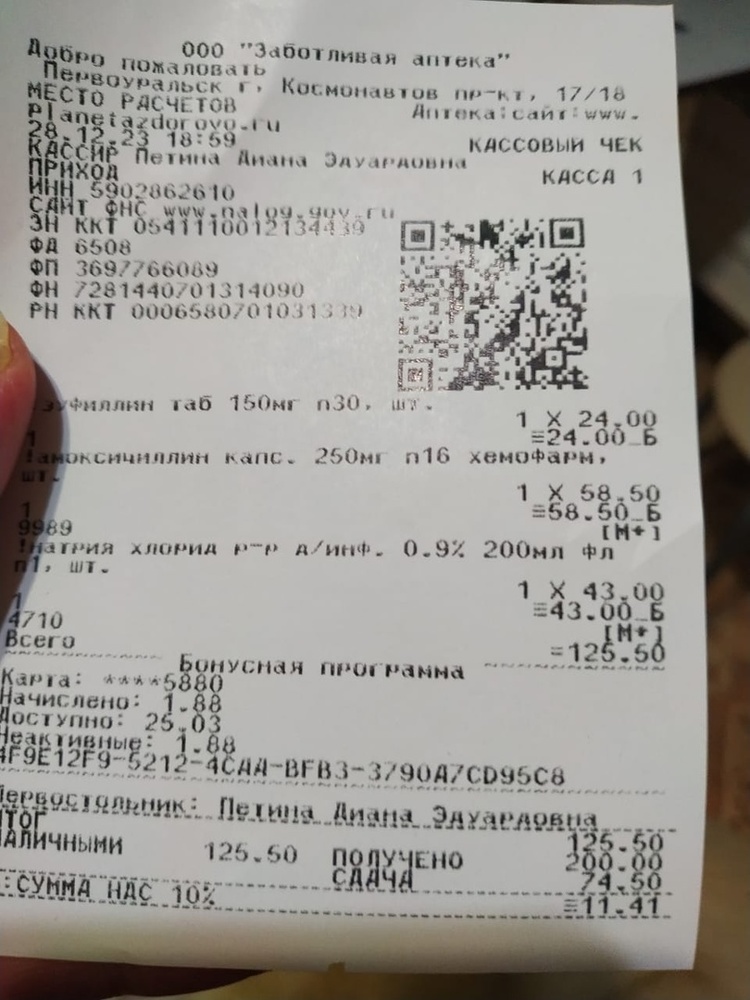 ООО "Заботливая аптека"
Добро пожаловать
Первоуральск г, Космонавтов пр-кт, 17/18
МЕСТО РАСЧЕТОВ Аптека:сайт:www.
planetazdorovo.ru
28.12.23 18:59 КАССОВЫЙ ЧЕК
КАССИР Петина Диана Эдуардовна
ПРИХОД КАССА 1
ИНН 5902862610
САЙТ ФНС www.nalog.gov.ru
ЗН ККТ 0541110012134439
ФД 6508
ФП 3697766089
ФН 7281440701314090
РН ККТ 0006580701031339
таб 150мг n30, шт.
1 X 24.00
1 =24.00_Б
!амоксициллин капс. 250мг n16 хемофарм,
шт.
1 X 58.50
1 =58.50_Б
9989 [M+]
!натрия хлорид р-р д/инф. 0.9% 200мл фл
n1, шт.
1 X 43.00
1 =43.00_Б
4710 [M+]
Всего =125.50
Бонусная программа
Карта: ****5880
Начислено: 1.88
Доступно: 25.03
Неактивные: 1.88
4F9E12F9-5212-4CAA-BFB3-3790A7CD95C8
Первостольник: Петина Диана Эдуардовна
ИТОГ 125.50
НАЛИЧНЫМИ 125.50 ПОЛУЧЕНО 200.00
СДАЧА 74.50
СУММА НДС 10% =11.41